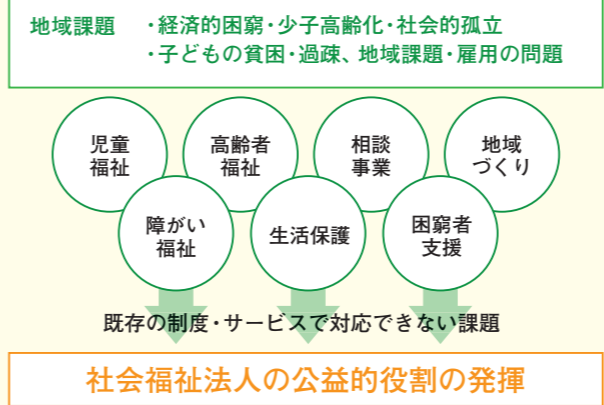 地域課題 ・経済的困窮・少子高齢化・社会的孤立
・子どもの貧困・過疎、地域課題・雇用の問題
児童
福祉
高齢者
福祉
相談
事業
地域
づくり
障がい
福祉
生活保護
困窮者
支援
既存の制度・サービスで対応できない課題
社会福祉法人の公益的役割の発揮